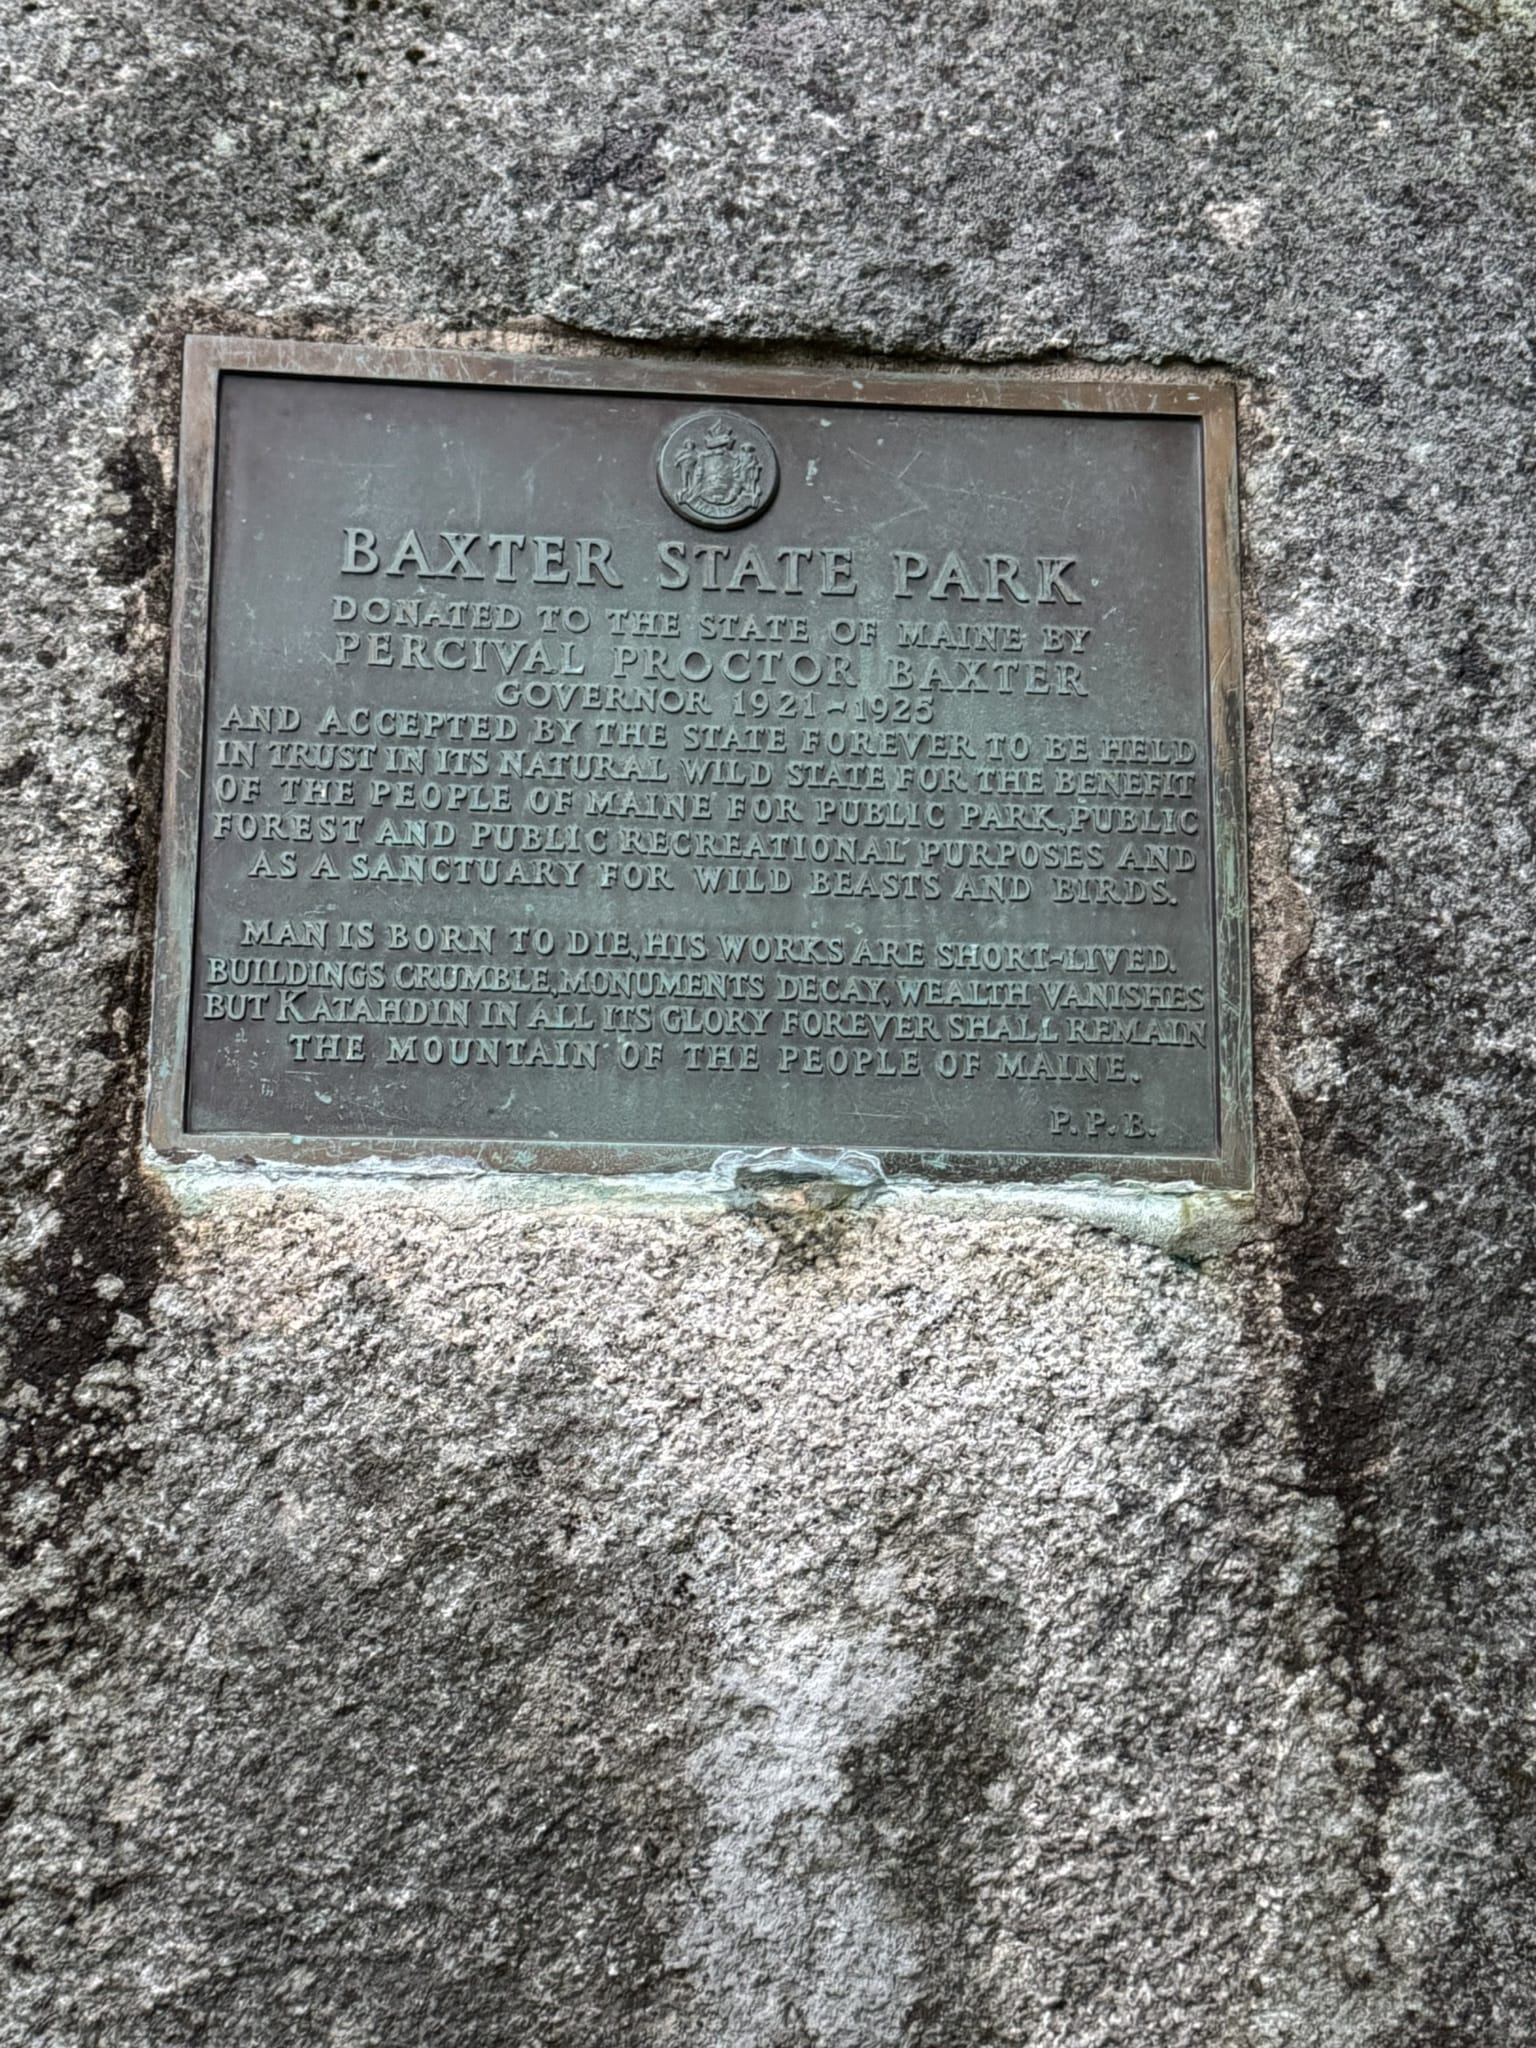 MAINE
BAXTER STATE PARK
DONATED TO THE STATE OF MAINE BY
PERCIVAL PROCTOR BAXTER
GOVERNOR 1921-1925
AND ACCEPTED BY THE STATE FOREVER TO BE HELD
IN TRUST IN ITS NATURAL WILD STATE FOR THE BENEFIT
OF THE PEOPLE OF MAINE FOR PUBLIC PARK, PUBLIC
FOREST AND PUBLIC RECREATIONAL PURPOSES AND
AS A SANCTUARY FOR WILD BEASTS AND BIRDS.
MAN IS BORN TO DIE, HIS WORKS ARE SHORT-LIVED.
BUILDINGS CRUMBLE, MONUMENTS DECAY, WEALTH VANISHES
BUT KATAHDIN IN ALL ITS GLORY FOREVER SHALL REMAIN
THE MOUNTAIN OF THE PEOPLE OF MAINE.
P. P. B.